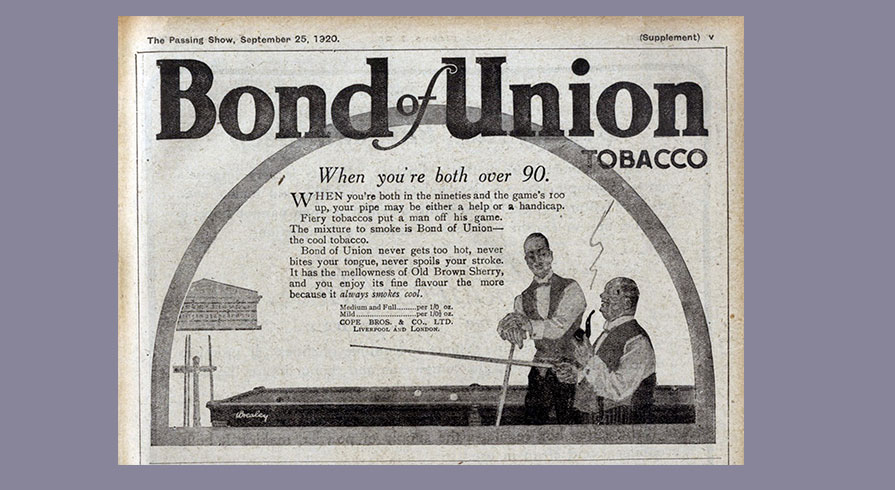 The Passing Show, September 25, 1920.
(Supplement) v
Bond of Union
TOBACCO
When you're both over 90.
WHEN you're both in the nineties and the game's 100
up, your pipe may be either a help or a handicap.
Fiery tobaccos put a man off his game.
The mixture to smoke is Bond of Union—
the cool tobacco.
Bond of Union never gets too hot, never
bites your tongue, never spoils your stroke.
It has the mellowness of Old Brown Sherry,
and you enjoy its fine flavour the more
because it always smokes cool.
Medium and Full..........per 1/0 oz.
Mild..............................per 1/0½ oz.
COPE BROS. & CO., LTD.
LIVERPOOL AND LONDON.
Brealey